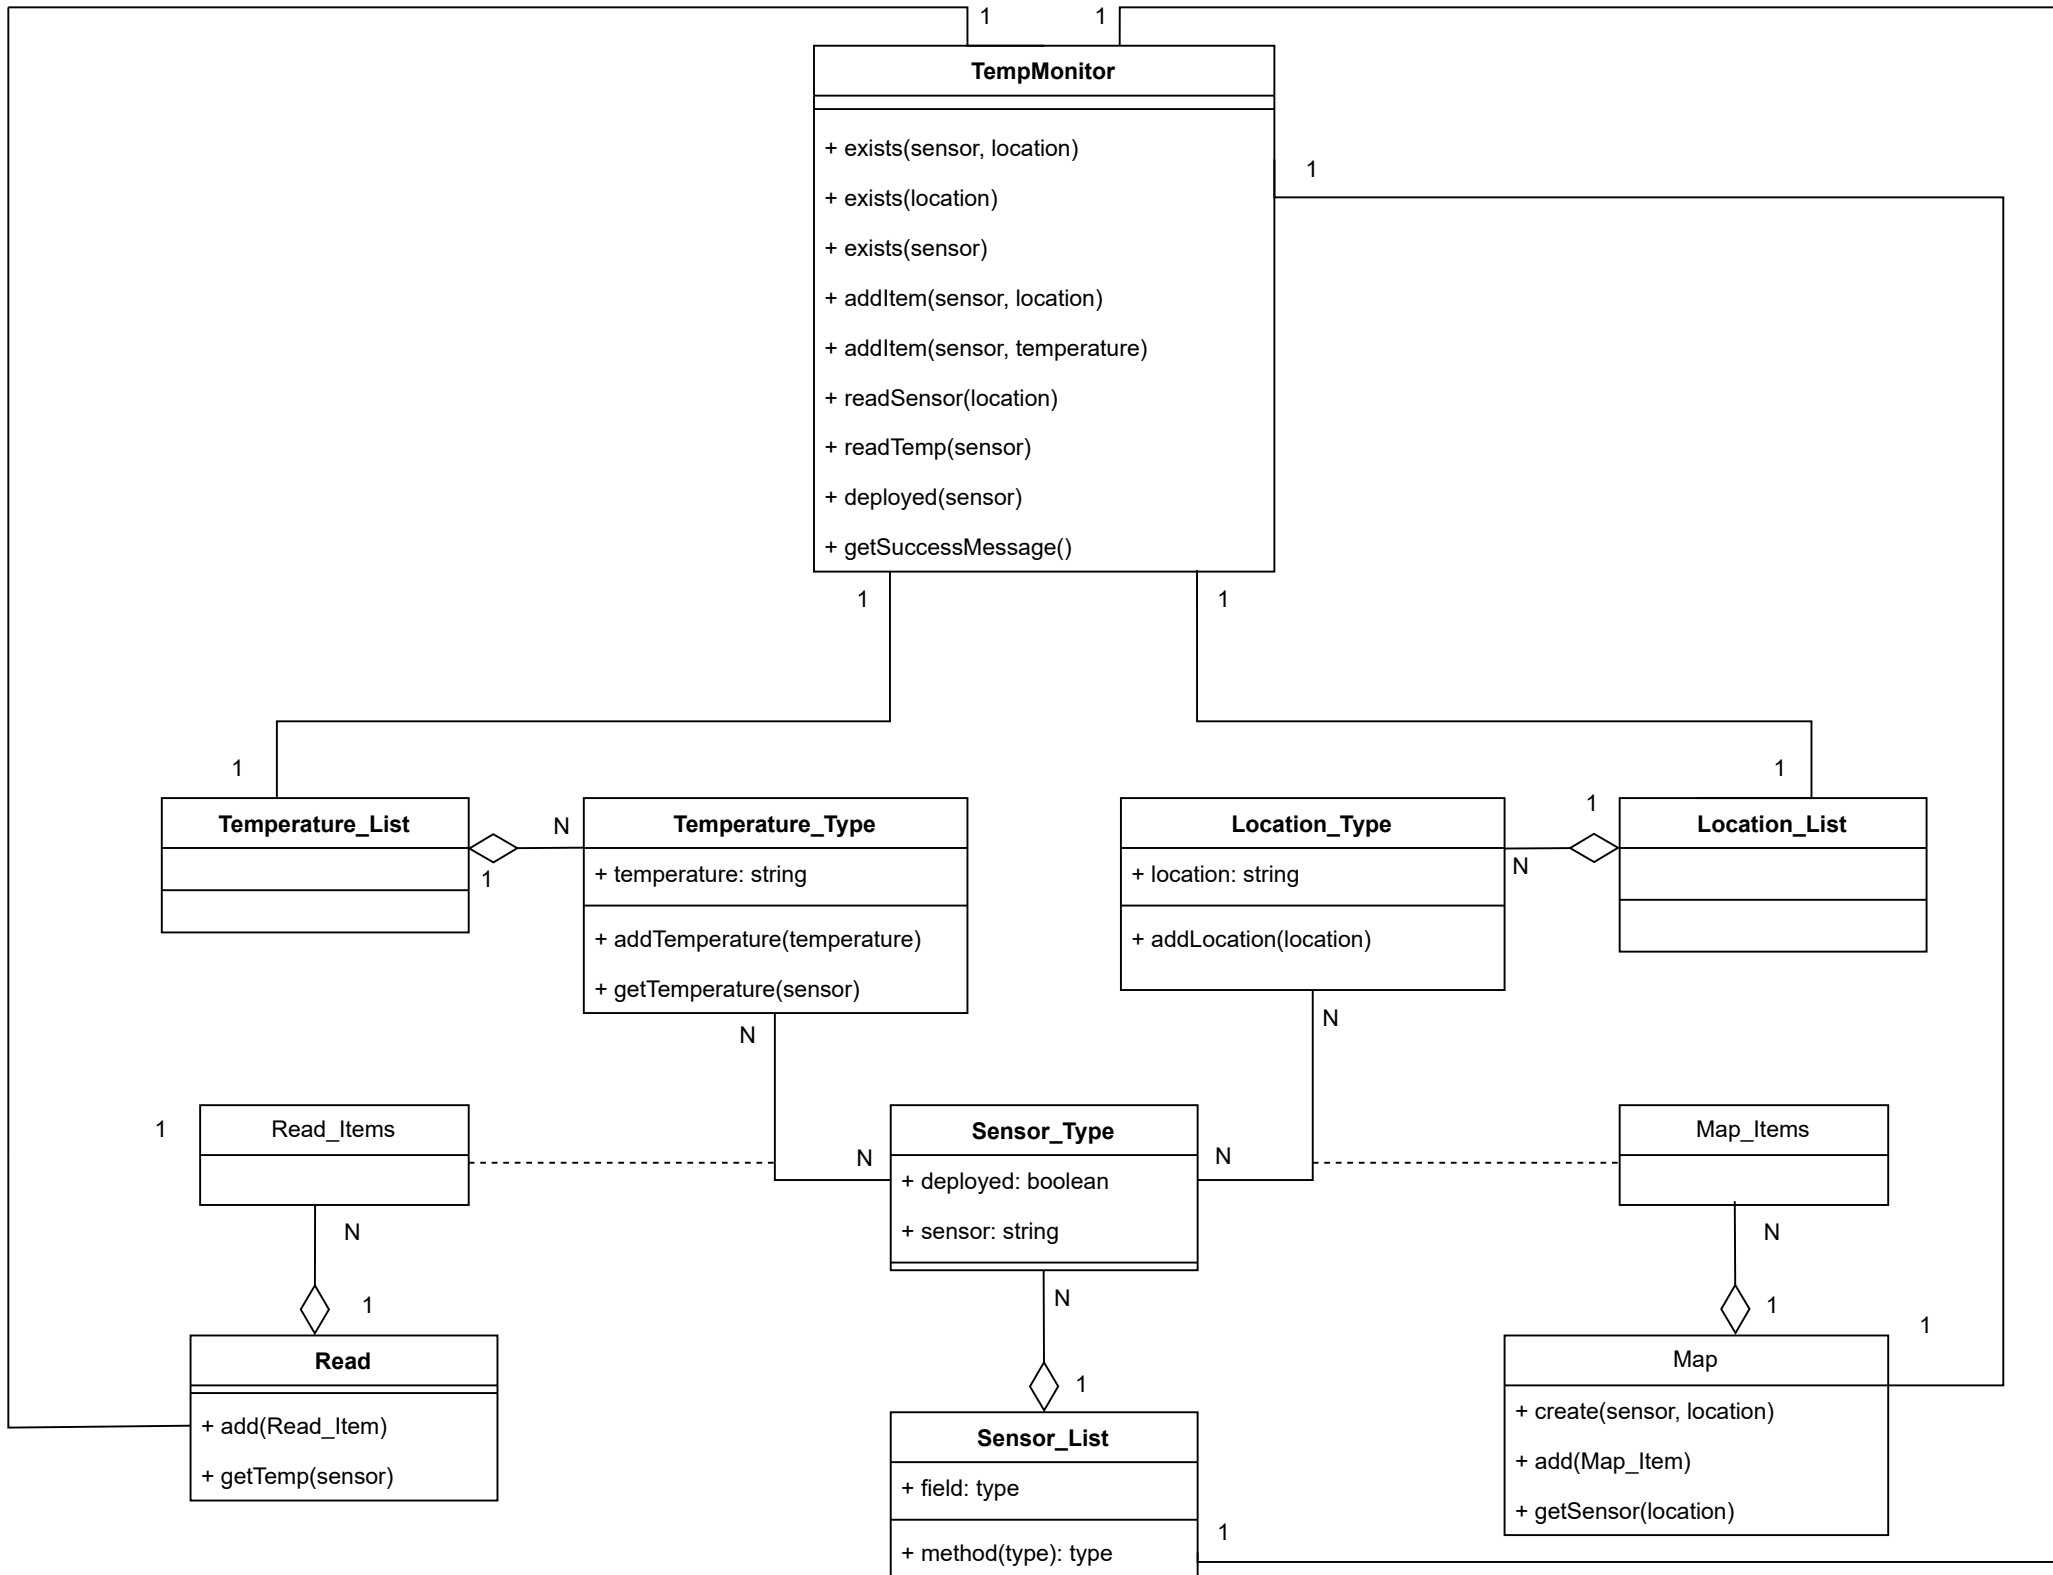 1
1
TempMonitor
+ exists(sensor, location)
+ exists(location)
+ exists(sensor)
+ addItem(sensor, location)
+ addItem(sensor, temperature)
+ readSensor(location)
+ readTemp(sensor)
+ deployed(sensor)
+ getSuccessMessage()
1
1
1
1
1
Temperature_List
1
N
Temperature_Type
+ temperature: string
+ addTemperature(temperature)
+ getTemperature(sensor)
N
Location_Type
+ location: string
+ addLocation(location)
N
1
N
Location_List
1
Read_Items
N
1
Read
+ add(Read_Item)
+ getTemp(sensor)
N
Sensor_Type
+ deployed: boolean
+ sensor: string
N
N
1
Sensor_List
+ field: type
+ method(type): type
1
Map_Items
N
1
1
Map
+ create(sensor, location)
+ add(Map_Item)
+ getSensor(location)